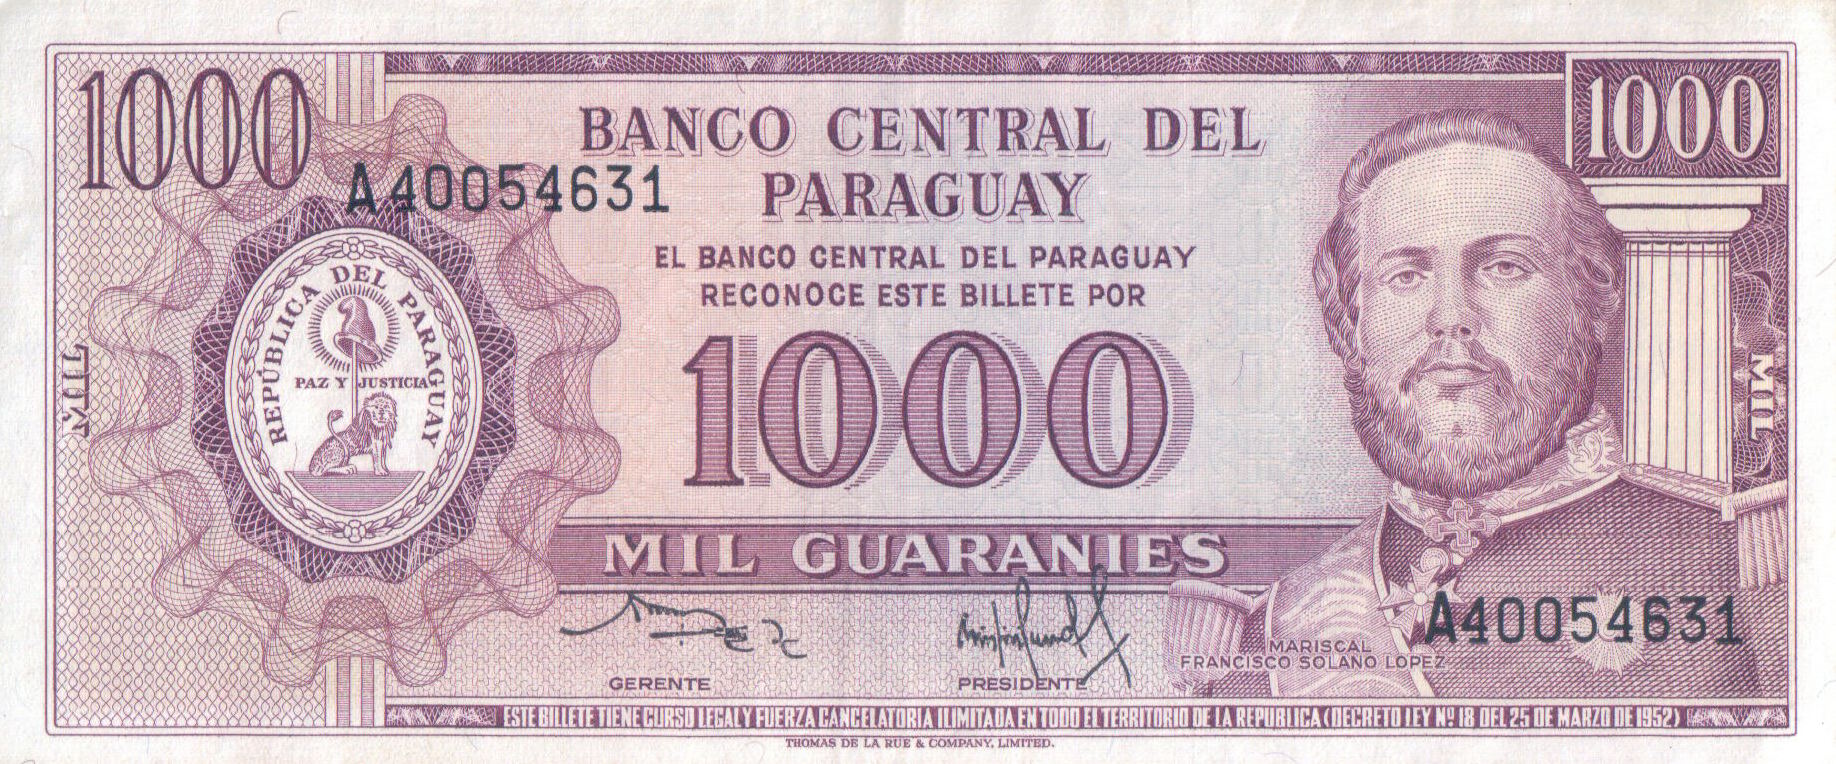 1000
1000
BANCO CENTRAL DEL
PARAGUAY
A40054631
EL BANCO CENTRAL DEL PARAGUAY
RECONOCE ESTE BILLETE POR
REPÚBLICA DEL PARAGUAY
PAZ Y JUSTICIA
1000
MIL
MIL
MIL GUARANIES
A40054631
MARISCAL
FRANCISCO SOLANO LOPEZ
GERENTE
PRESIDENTE
ESTE BILLETE TIENE CURSO LEGAL Y FUERZA CANCELATORIA ILIMITADA EN TODO EL TERRITORIO DE LA REPUBLICA (DECRETO LEY Nº 18 DEL 25 DE MARZO DE 1952)
THOMAS DE LA RUE & COMPANY, LIMITED.